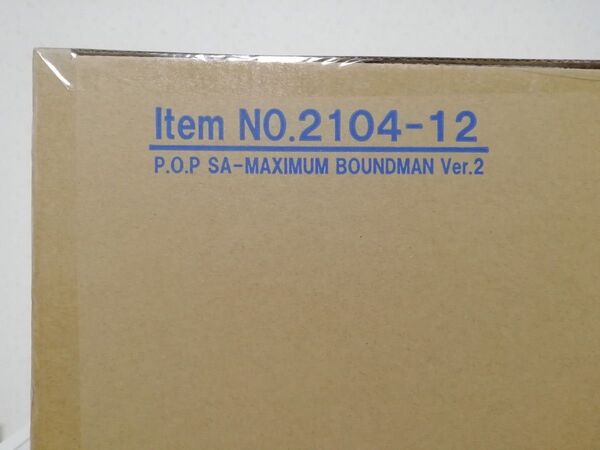 Item NO.2104-12
P.O.P SA-MAXIMUM BOUNDMAN Ver.2